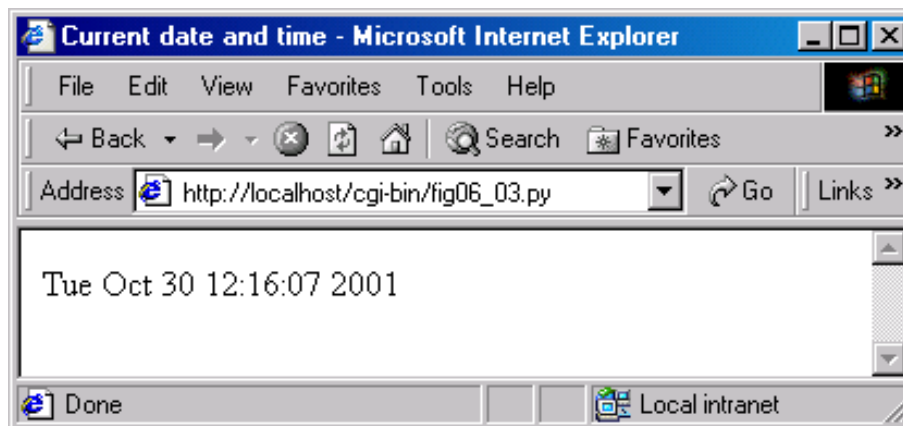 Current date and time - Microsoft Internet Explorer
File Edit View Favorites Tools Help
Back Search Favorites »
Address http://localhost/cgi-bin/fig06_03.py Go Links »
Tue Oct 30 12:16:07 2001
Done Local intranet